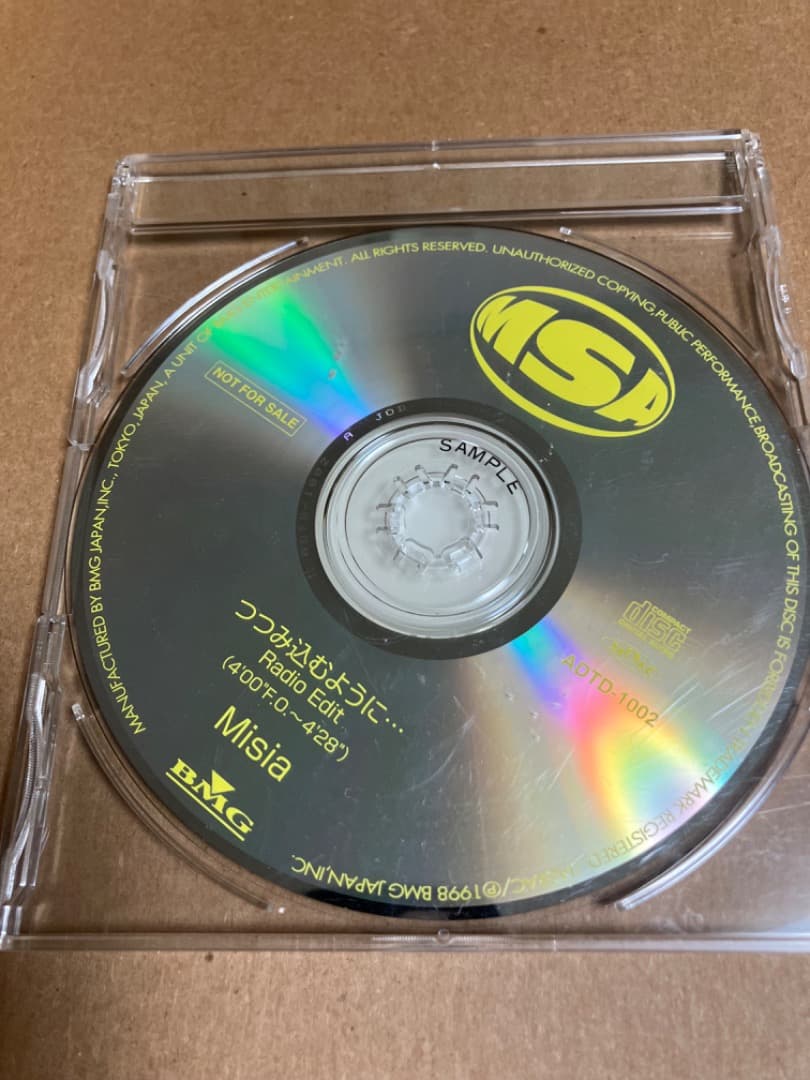 MSA
NOT FOR SALE
SAMPLE
COMPACT
disc
ADTD-1002
つつみ込むように…
Radio Edit
(4'00"F.O.～4'28")
Misia
BMG
MANUFACTURED BY BMG JAPAN,INC., TOKYO, JAPAN, A UNIT OF BMG ENTERTAINMENT. ALL RIGHTS RESERVED. UNAUTHORIZED COPYING,PUBLIC PERFORMANCE,BROADCASTING OF THIS DISC IS TRADEMARK REGISTERED. /Ⓟ1998 BMG JAPAN,INC.